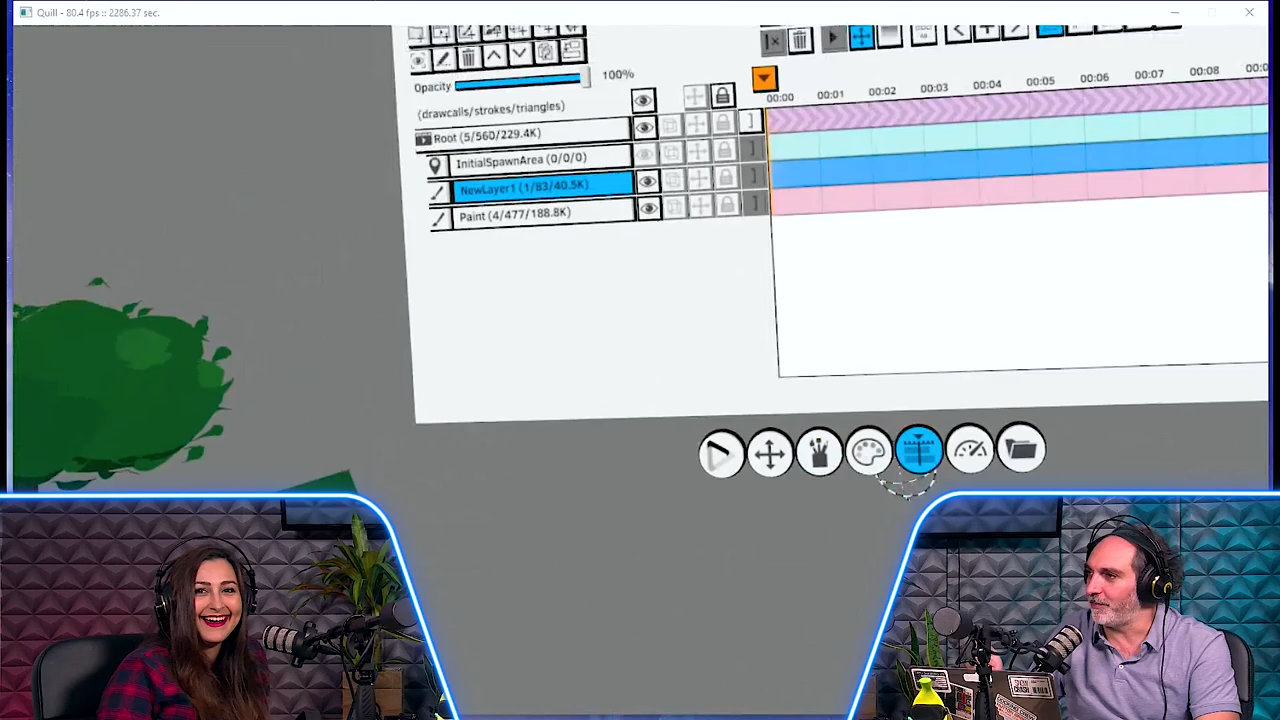 Quill - 80.4 fps :: 2286.37 sec.
Opacity 100%
(drawcalls/strokes/triangles)
00:00 00:01 00:02 00:03 00:04 00:05 00:06 00:07 00:08
Root (5/560/229.4K)
InitialSpawnArea (0/0/0)
NewLayer1 (1/83/40.5K)
Paint (4/477/188.8K)